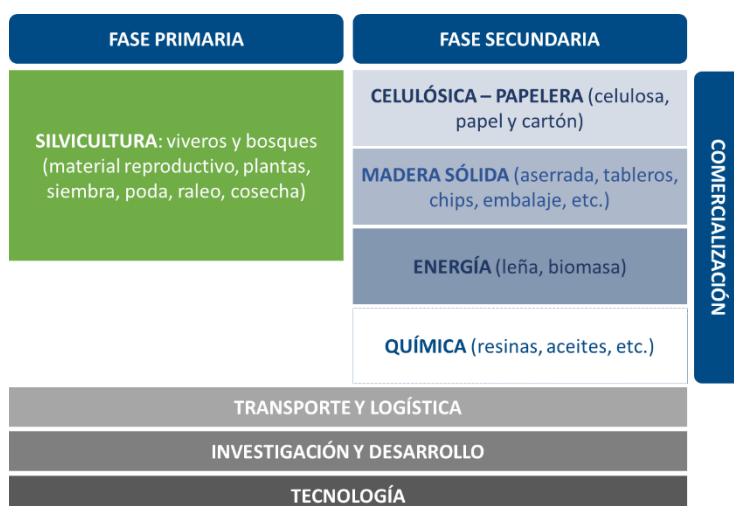 FASE PRIMARIA
FASE SECUNDARIA
SILVICULTURA: viveros y bosques
(material reproductivo, plantas,
siembra, poda, raleo, cosecha)
CELULÓSICA – PAPELERA (celulosa,
papel y cartón)
MADERA SÓLIDA (aserrada, tableros,
chips, embalaje, etc.)
ENERGÍA (leña, biomasa)
QUÍMICA (resinas, aceites, etc.)
COMERCIALIZACIÓN
TRANSPORTE Y LOGÍSTICA
INVESTIGACIÓN Y DESARROLLO
TECNOLOGÍA